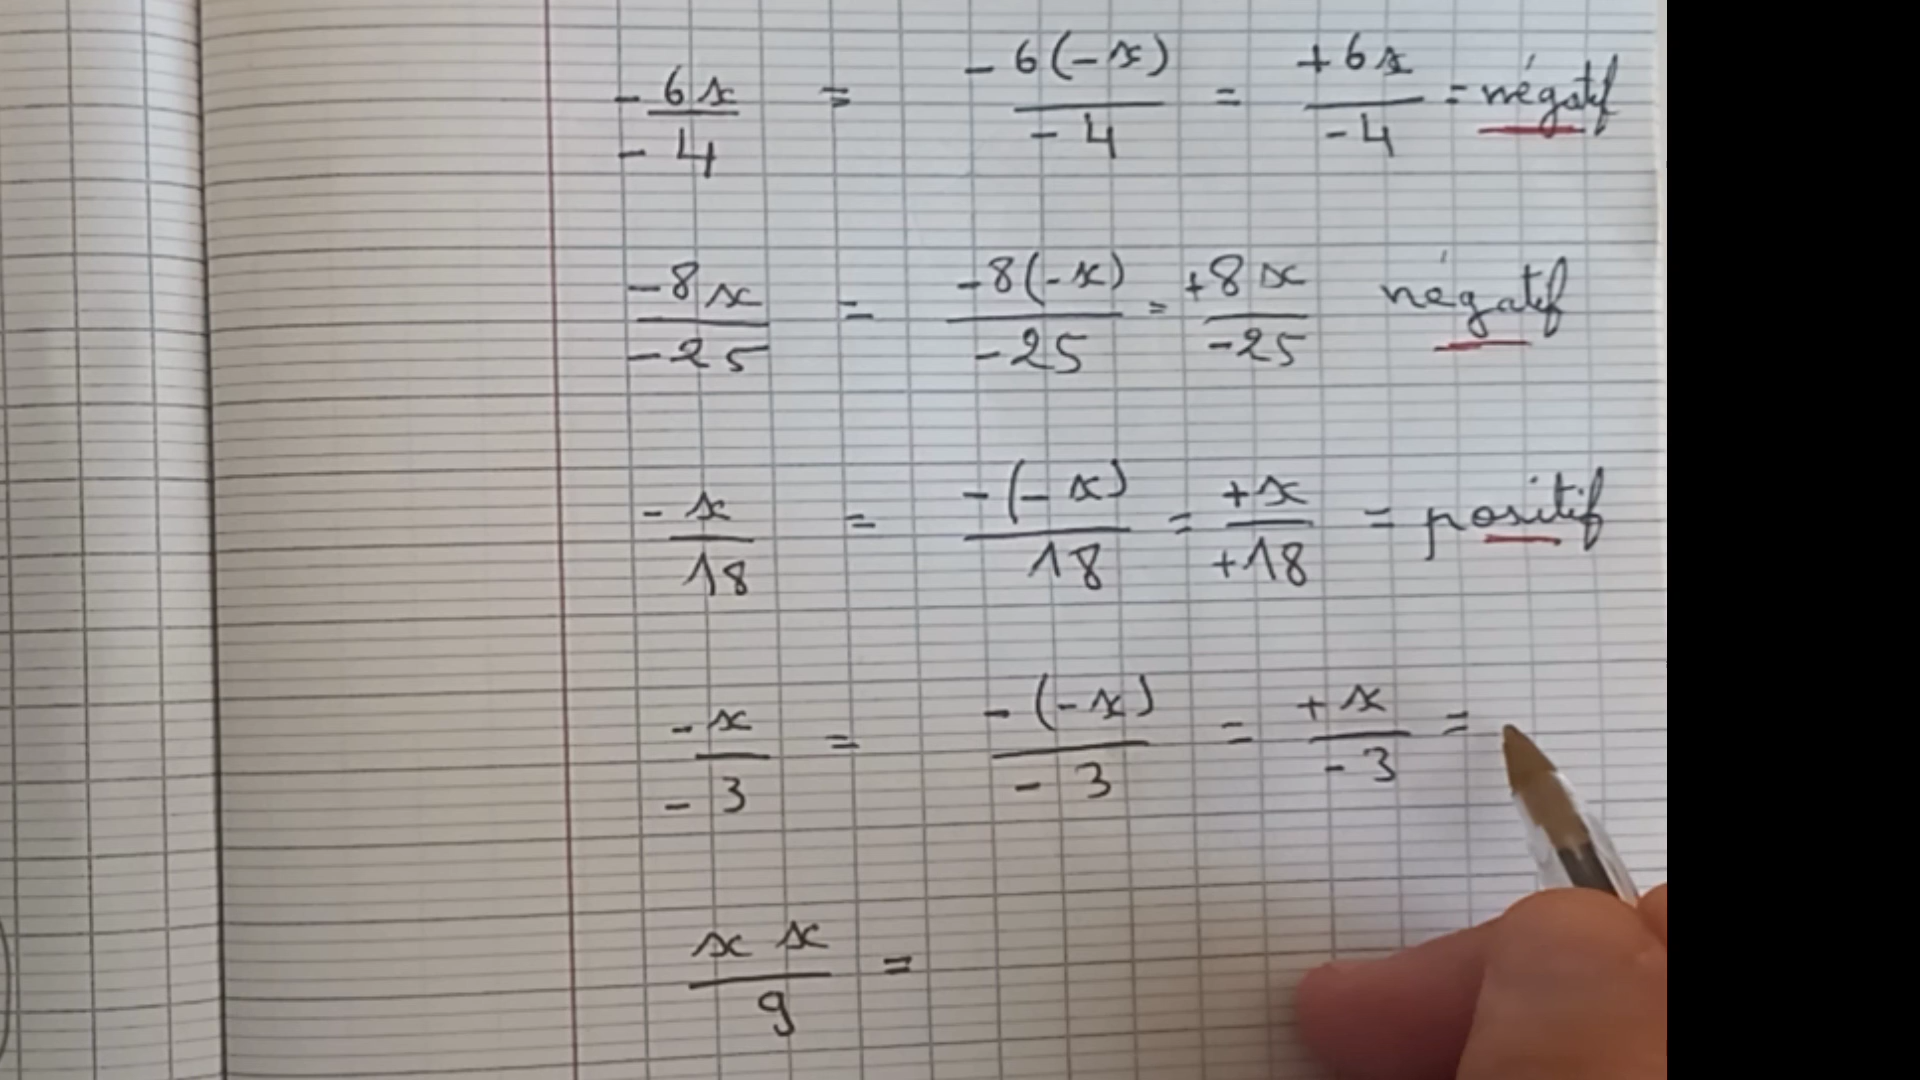 -6x/-4 = -6(-x)/-4 = +6x/-4 = négatif
-8x/-25 = -8(-x)/-25 = +8x/-25 négatif
-x/18 = -(-x)/18 = +x/+18 = positif
-x/-3 = -(-x)/-3 = +x/-3 =
x x/9 =